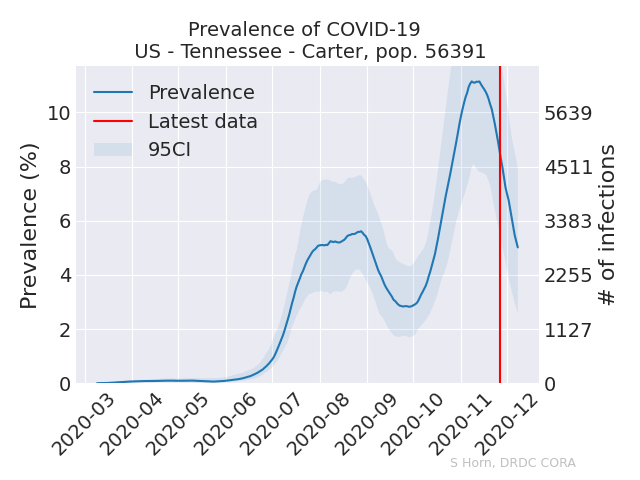 Prevalence of COVID-19
US - Tennessee - Carter, pop. 56391
Prevalence
Latest data
95CI
Prevalence (%)
10
8
6
4
2
0
5639
4511
3383
2255
1127
0
# of infections
2020-03
2020-04
2020-05
2020-06
2020-07
2020-08
2020-09
2020-10
2020-11
2020-12
S Horn, DRDC CORA